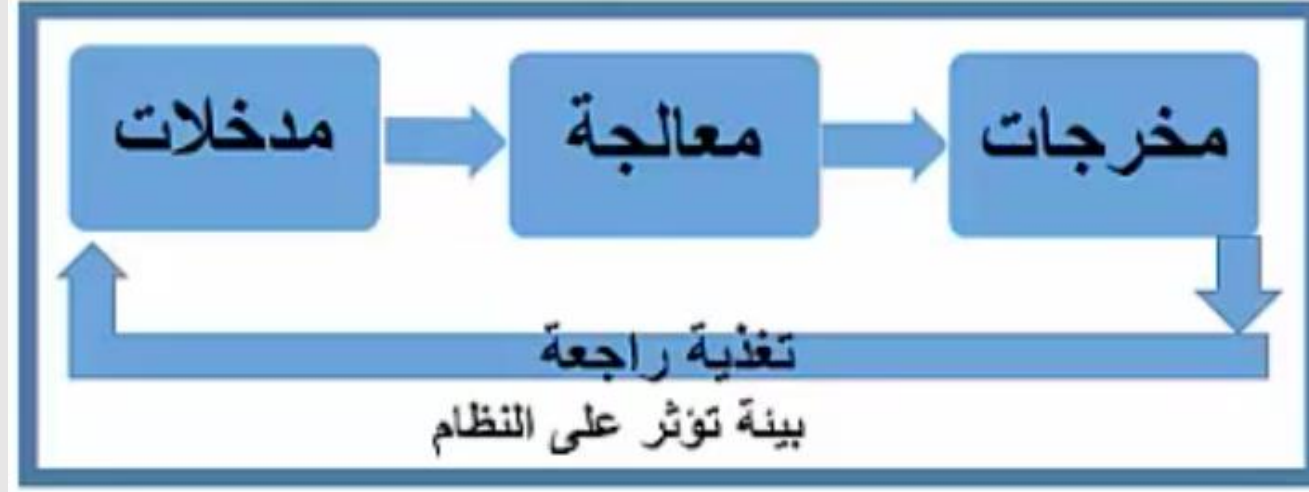 مدخلات
معالجة
مخرجات
تغذية راجعة
بيئة تؤثر على النظام